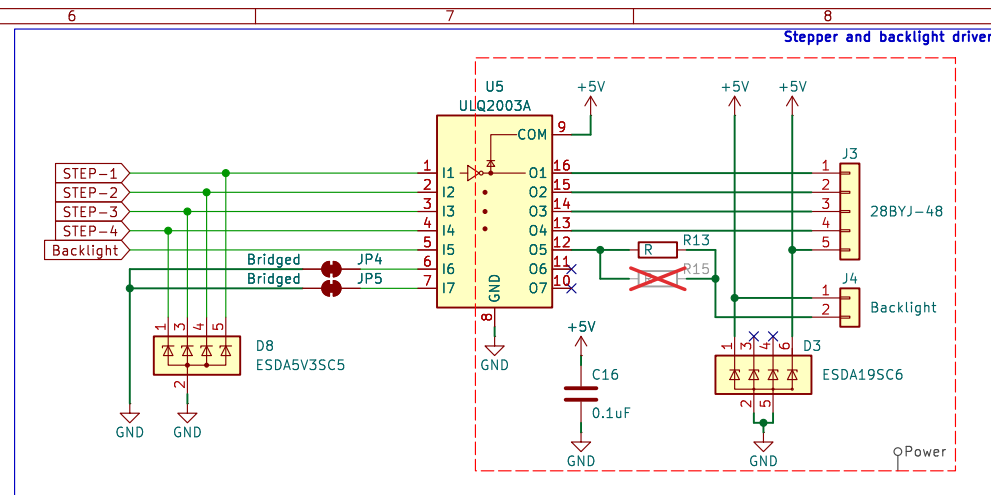 6 7 8
Stepper and backlight driver
U5
ULQ2003A
+5V +5V +5V
COM 9
J3
STEP-1 1 I1 O1 16 1
STEP-2 2 I2 O2 15 2
STEP-3 3 I3 O3 14 3 28BYJ-48
STEP-4 4 I4 O4 13 4
Backlight 5 I5 O5 12 R R13 5
Bridged JP4 6 I6 O6 11 R15
Bridged JP5 7 I7 O7 10 J4
GND 1
8 2 Backlight
+5V
1 3 4 5
D8
ESDA5V3SC5
2
GND
1 3 4 6 D3
C16
ESDA19SC6
0.1uF
2 5
GND GND
GND GND
Power